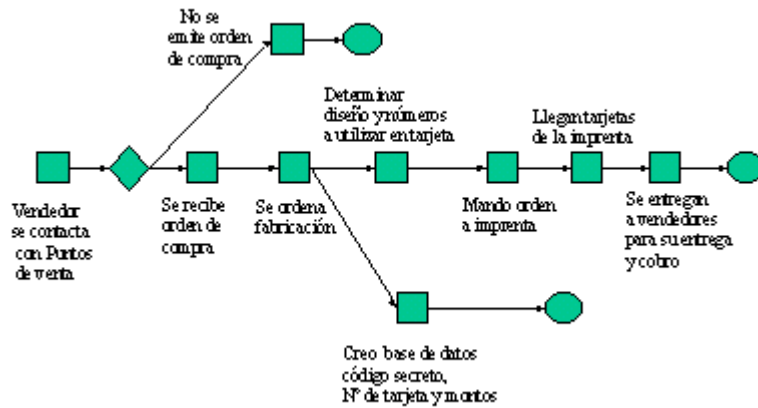 No se
emite orden
de compra
Determinar
diseño y números
a utilizar en tarjeta
Llegan tarjetas
de la imprenta
Vendedor
se contacta
con Puntos
de venta
Se recibe
orden de
compra
Se ordena
fabricación
Mando orden
a imprenta
Se entregan
a vendedores
para su entrega
y cobro
Creo base de datos
código secreto,
Nº de tarjeta y montos